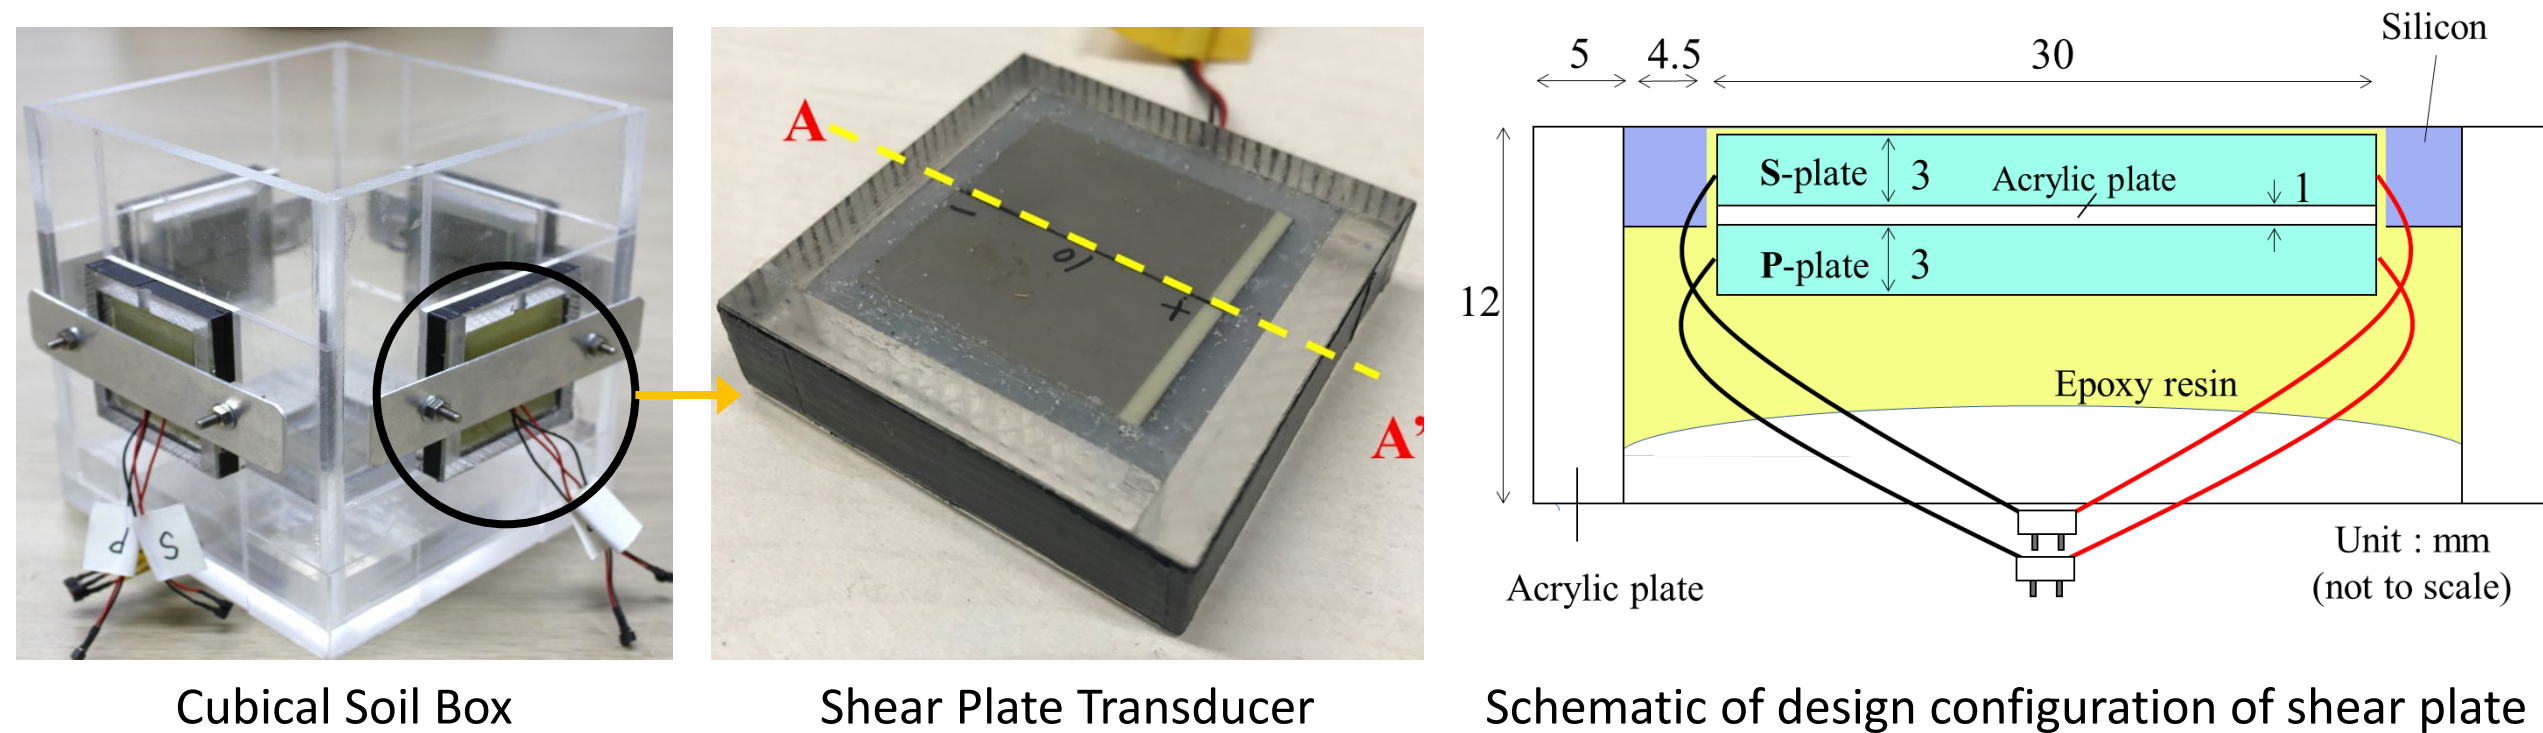 P
S
Cubical Soil Box
A
A’
−
10
+
Shear Plate Transducer
Silicon
5
4.5
30
S-plate
3
Acrylic plate
1
P-plate
3
12
Epoxy resin
Acrylic plate
Unit : mm
(not to scale)
Schematic of design configuration of shear plate